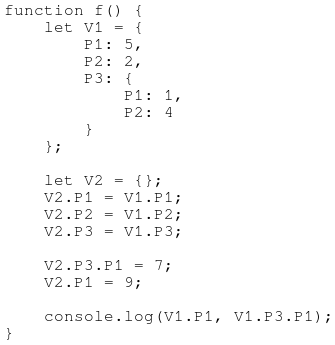 function f() {
    let V1 = {
        P1: 5,
        P2: 2,
        P3: {
            P1: 1,
            P2: 4
        }
    };

    let V2 = {};
    V2.P1 = V1.P1;
    V2.P2 = V1.P2;
    V2.P3 = V1.P3;

    V2.P3.P1 = 7;
    V2.P1 = 9;

    console.log(V1.P1, V1.P3.P1);
}